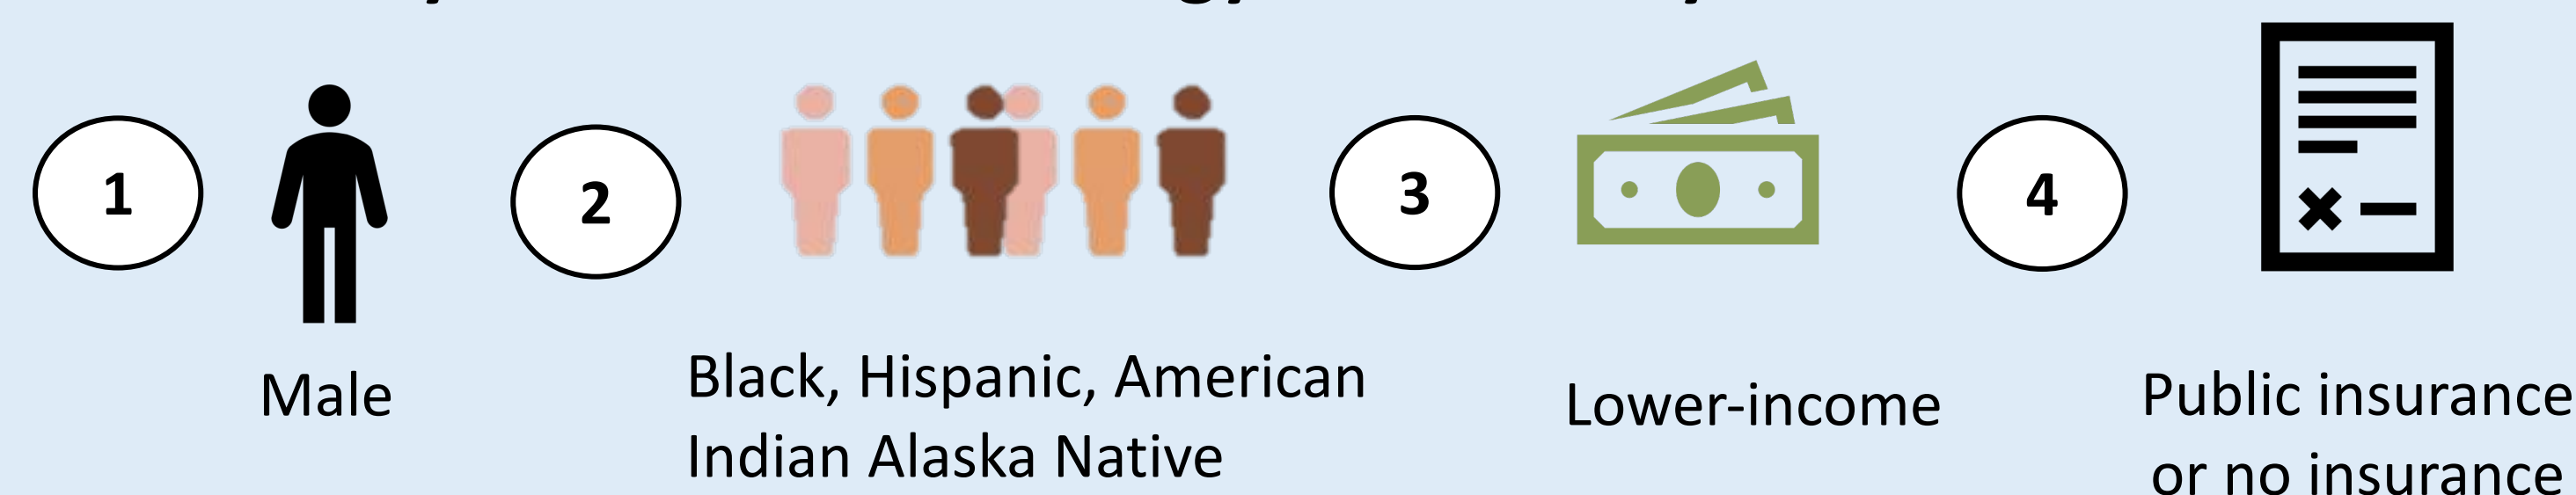 1
Male
2
Black, Hispanic, American
Indian Alaska Native
3
Lower-income
4
Public insurance
or no insurance